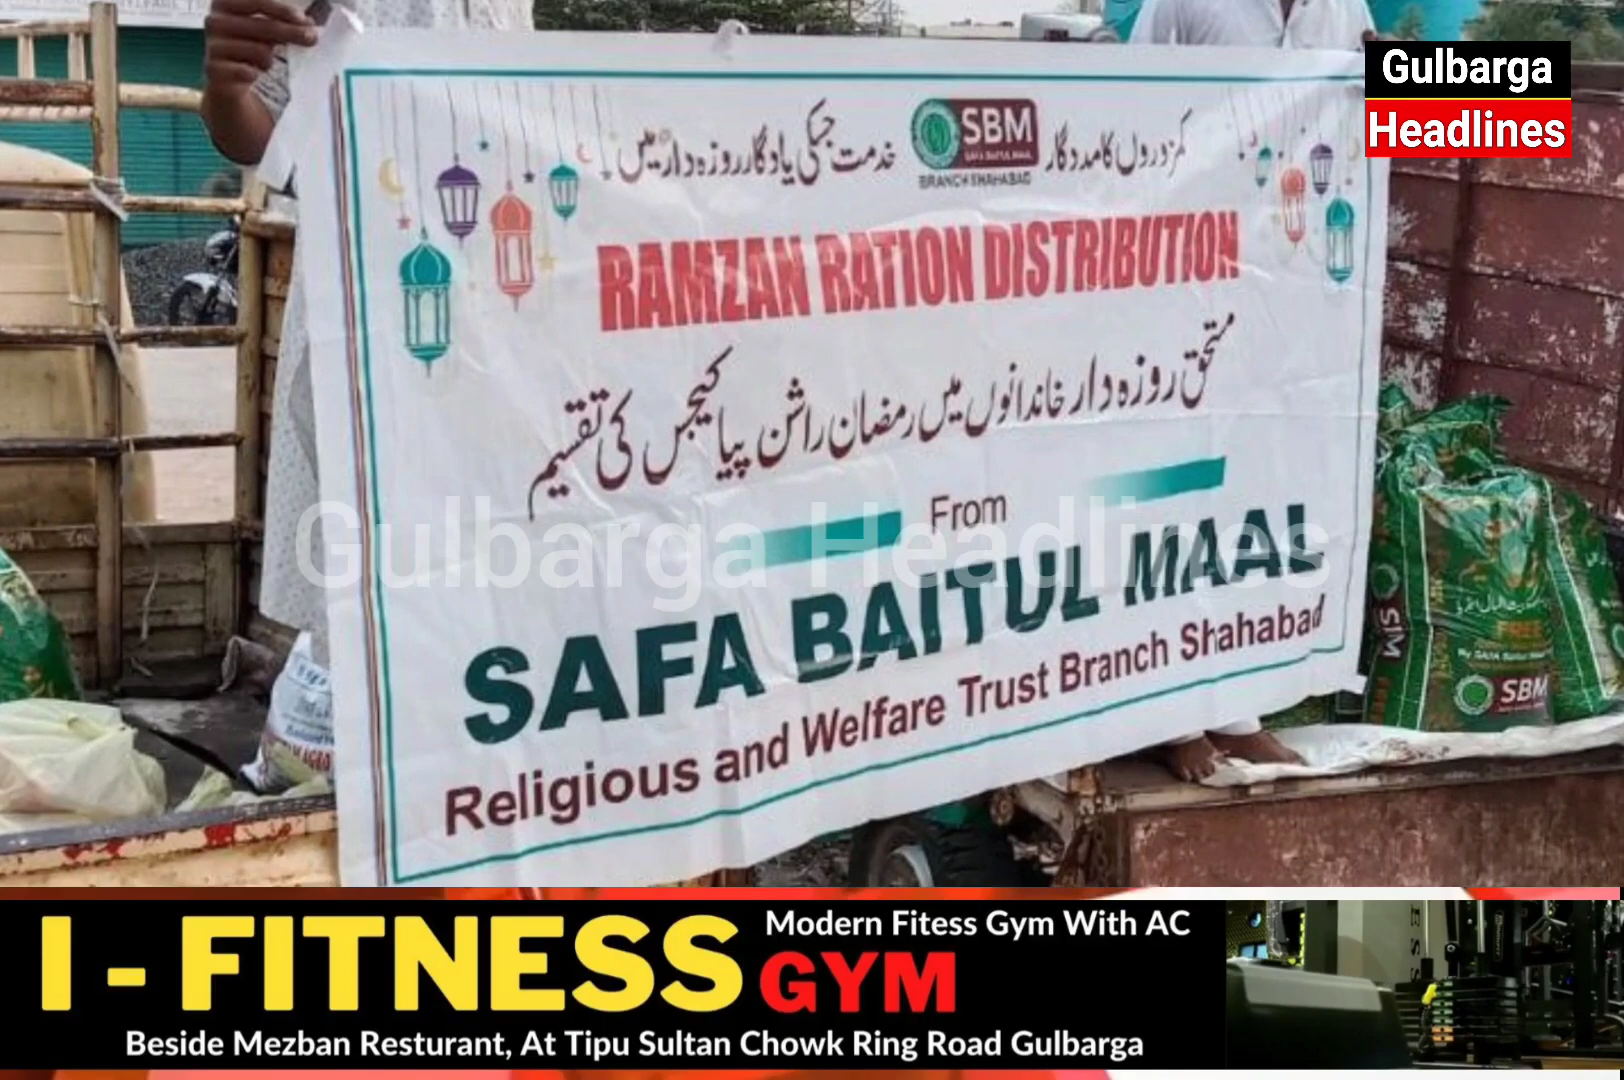 Gulbarga
Headlines
کمزوروں کا مددگار
SBM
SAFA BAITUL MAAL
BRANCH SHAHABAD
خدمت جسکی یادگار روزہ دار میں
RAMZAN RATION DISTRIBUTION
مستحق روزہ دار خاندانوں میں رمضان راشن پیاکیجس کی تقسیم
From
Gulbarga Headlines
SAFA BAITUL MAAL
Religious and Welfare Trust Branch Shahabad
SBM
I - FITNESS GYM
Modern Fitess Gym With AC
Beside Mezban Resturant, At Tipu Sultan Chowk Ring Road Gulbarga